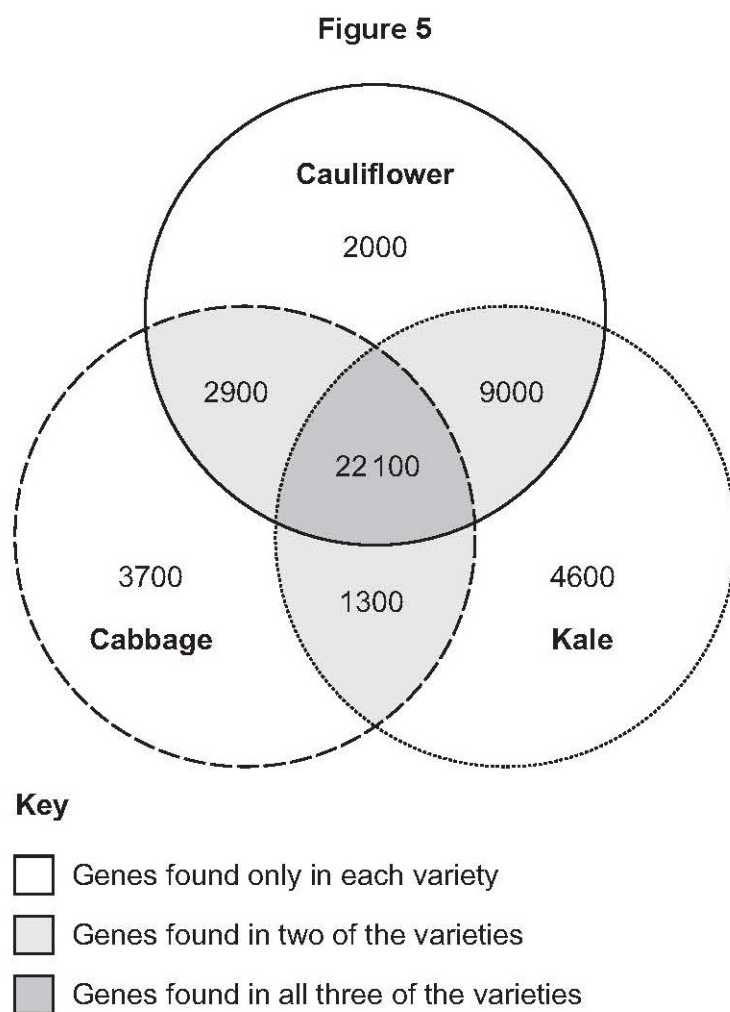 Figure 5
Cauliflower
2000
2900
9000
22 100
3700
1300
4600
Cabbage
Kale
Key
Genes found only in each variety
Genes found in two of the varieties
Genes found in all three of the varieties